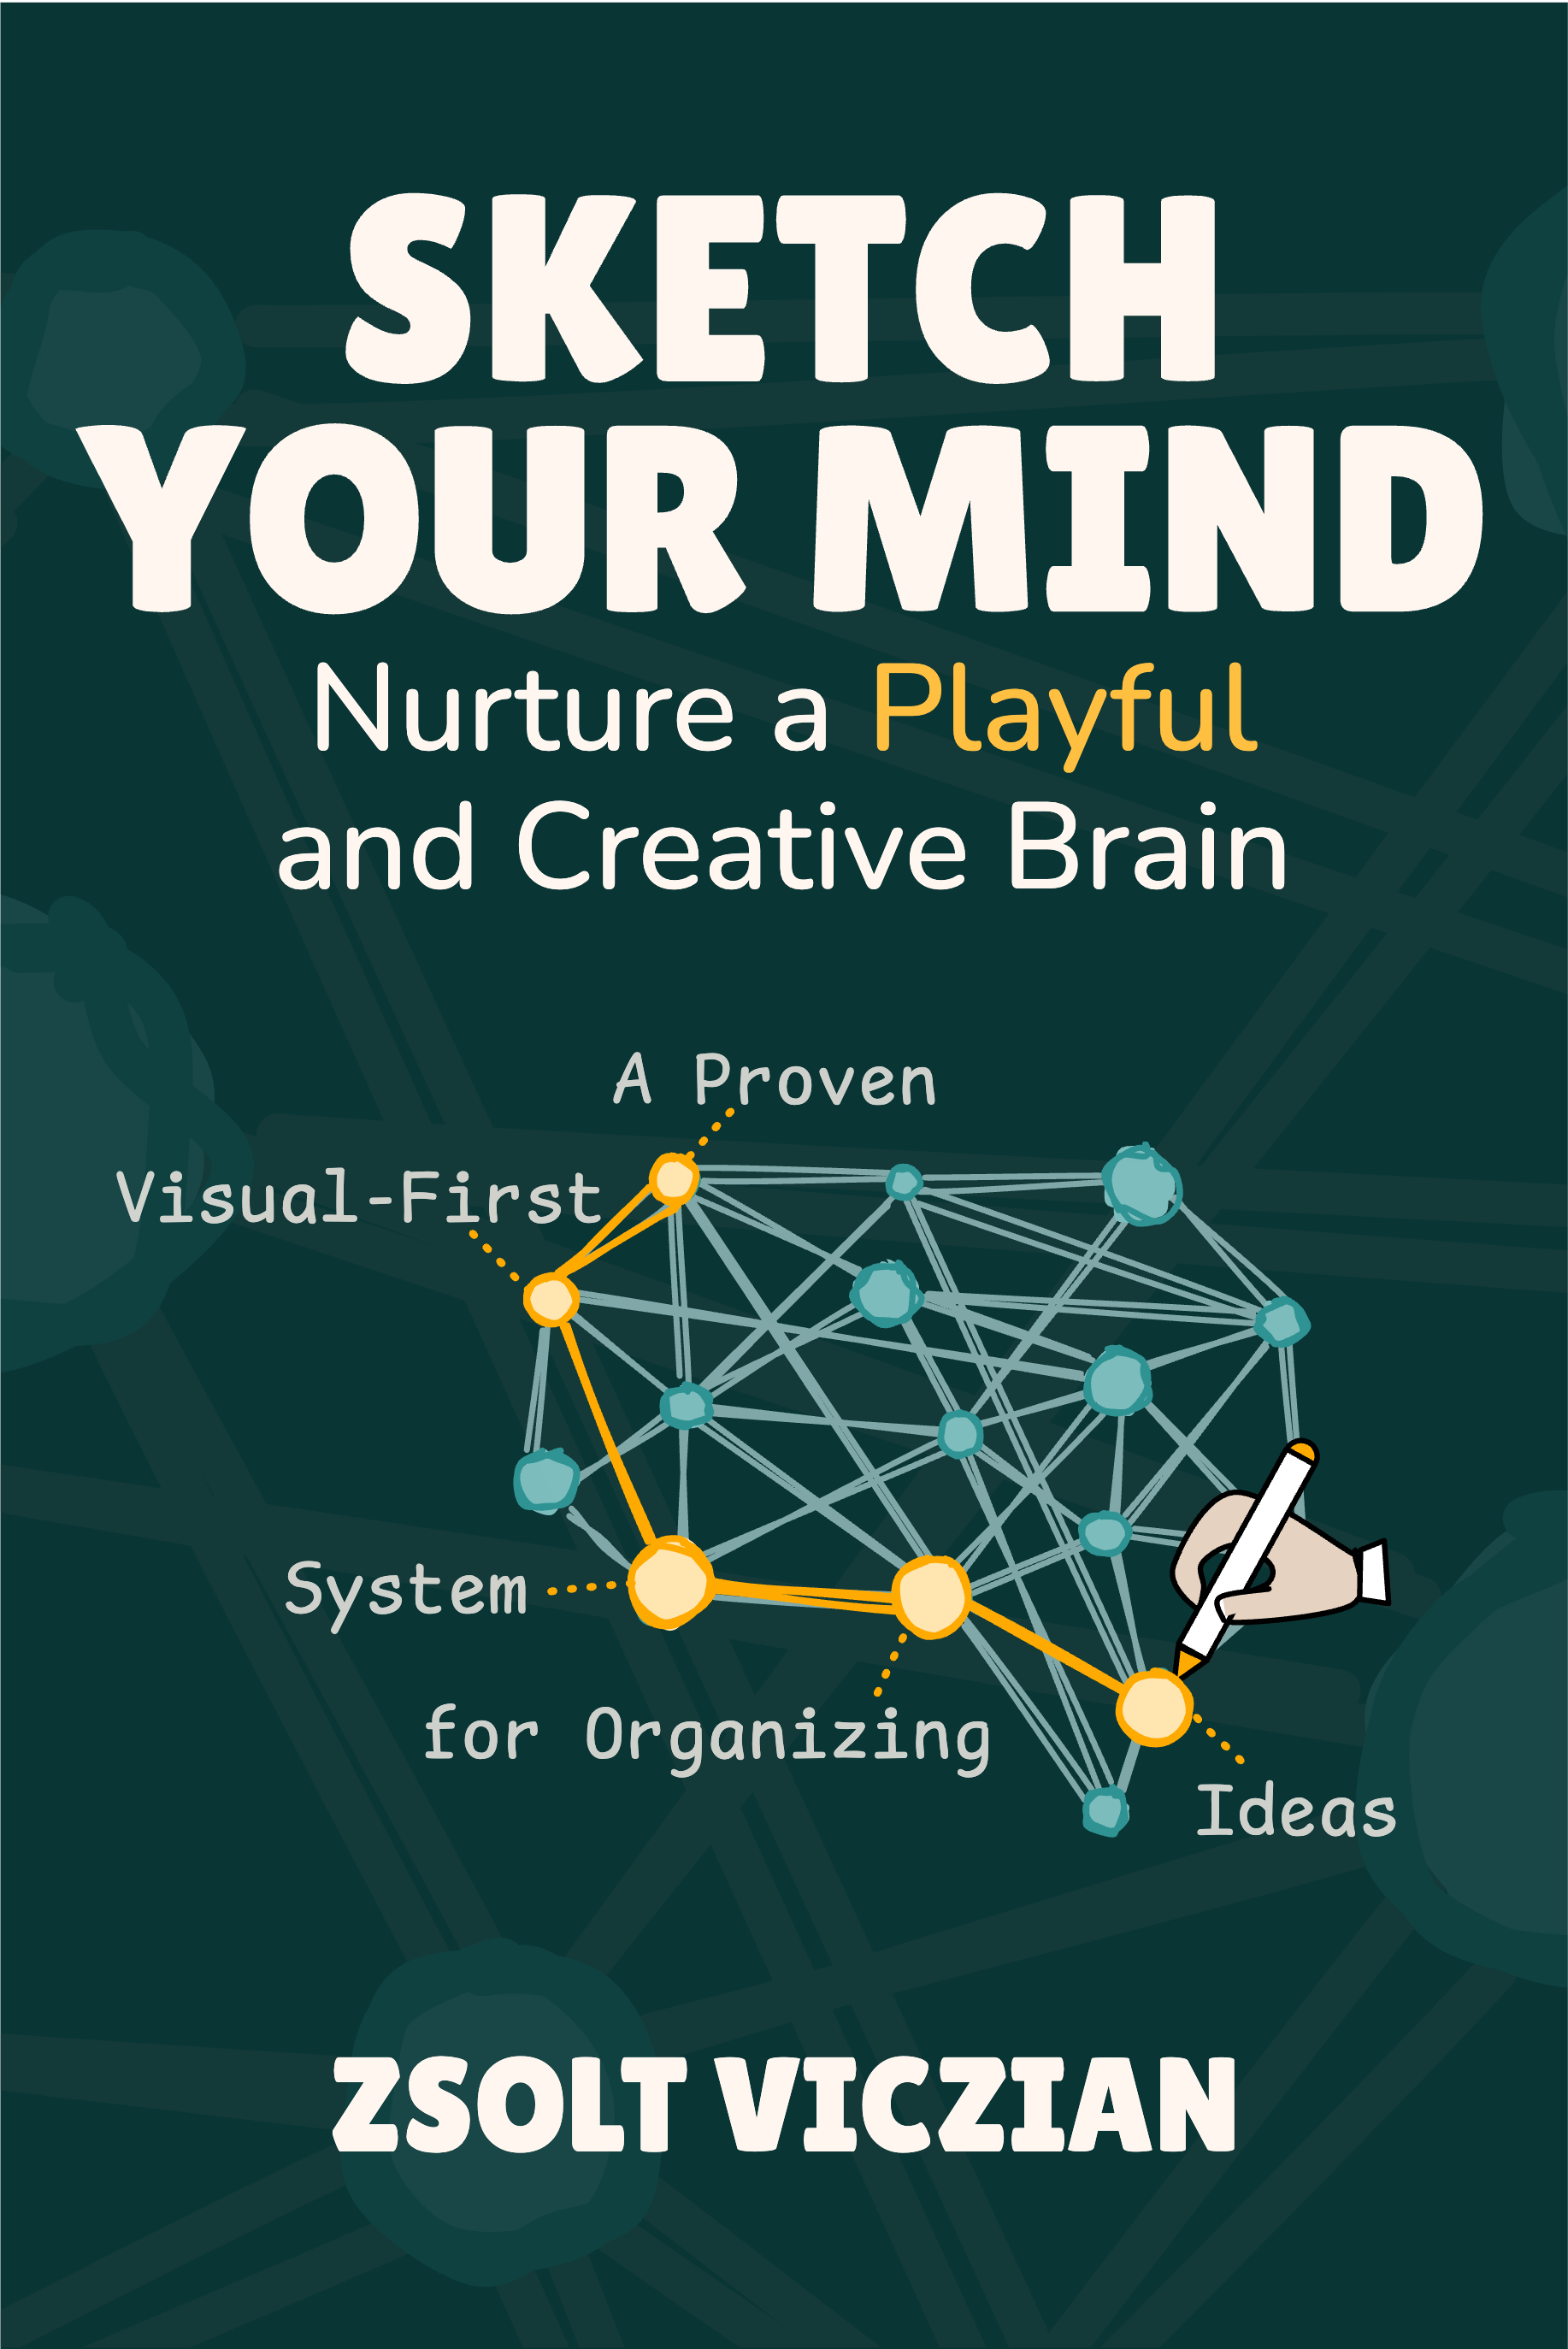 SKETCH
YOUR MIND
Nurture a Playful
and Creative Brain
A Proven
Visual-First
System
for Organizing
Ideas
ZSOLT VICZIAN